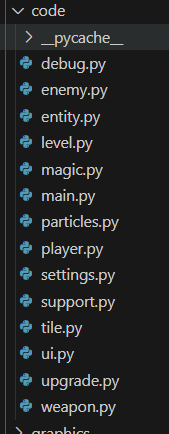 code
__pycache__
debug.py
enemy.py
entity.py
level.py
magic.py
main.py
particles.py
player.py
settings.py
support.py
tile.py
ui.py
upgrade.py
weapon.py
graphics